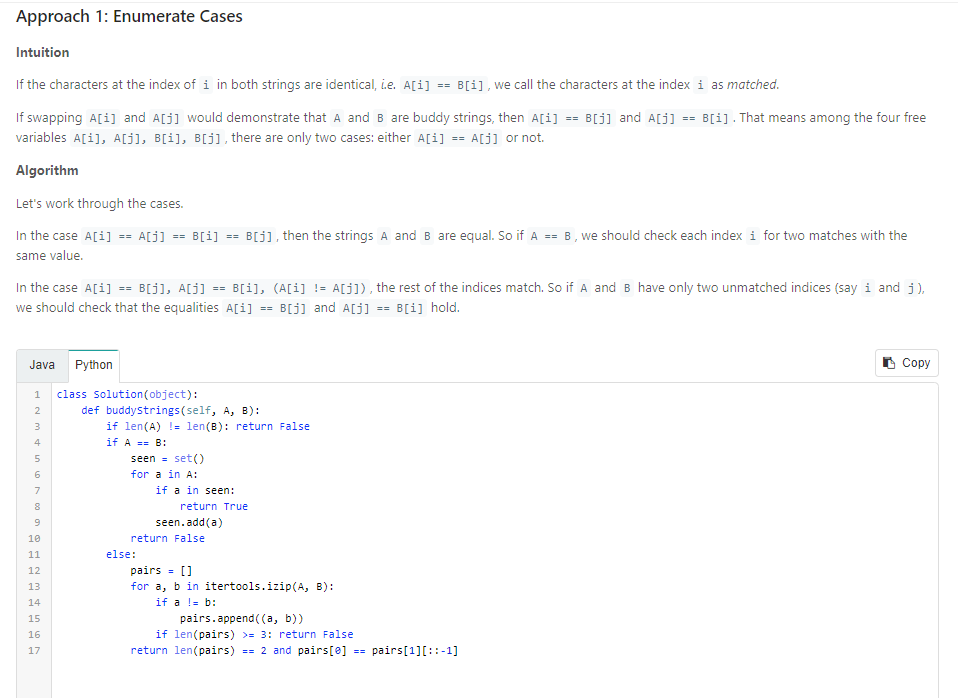 Approach 1: Enumerate Cases
Intuition
If the characters at the index of i in both strings are identical, i.e. A[i] == B[i], we call the characters at the index i as matched.
If swapping A[i] and A[j] would demonstrate that A and B are buddy strings, then A[i] == B[j] and A[j] == B[i]. That means among the four free
variables A[i], A[j], B[i], B[j], there are only two cases: either A[i] == A[j] or not.
Algorithm
Let's work through the cases.
In the case A[i] == A[j] == B[i] == B[j], then the strings A and B are equal. So if A == B, we should check each index i for two matches with the
same value.
In the case A[i] == B[j], A[j] == B[i], (A[i] != A[j]), the rest of the indices match. So if A and B have only two unmatched indices (say i and j),
we should check that the equalities A[i] == B[j] and A[j] == B[i] hold.
Java Python Copy
1 class Solution(object):
2     def buddyStrings(self, A, B):
3         if len(A) != len(B): return False
4         if A == B:
5             seen = set()
6             for a in A:
7                 if a in seen:
8                     return True
9                 seen.add(a)
10             return False
11         else:
12             pairs = []
13             for a, b in itertools.izip(A, B):
14                 if a != b:
15                     pairs.append((a, b))
16                 if len(pairs) >= 3: return False
17             return len(pairs) == 2 and pairs[0] == pairs[1][::-1]